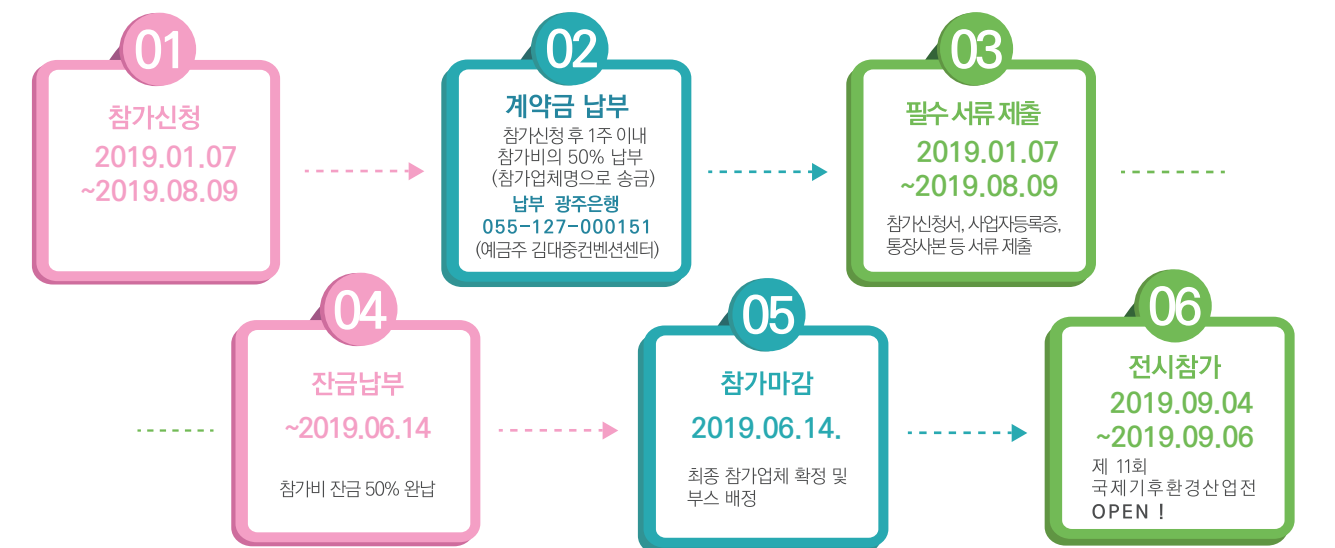 01
참가신청
2019.01.07
~2019.08.09
02
계약금 납부
참가신청 후 1주 이내
참가비의 50% 납부
(참가업체명으로 송금)
납부 광주은행
055-127-000151
(예금주 김대중컨벤션센터)
03
필수 서류 제출
2019.01.07
~2019.08.09
참가신청서, 사업자등록증,
통장사본 등 서류 제출
04
잔금납부
~2019.06.14
참가비 잔금 50% 완납
05
참가마감
2019.06.14.
최종 참가업체 확정 및
부스 배정
06
전시참가
2019.09.04
~2019.09.06
제 11회
국제기후환경산업전
OPEN !